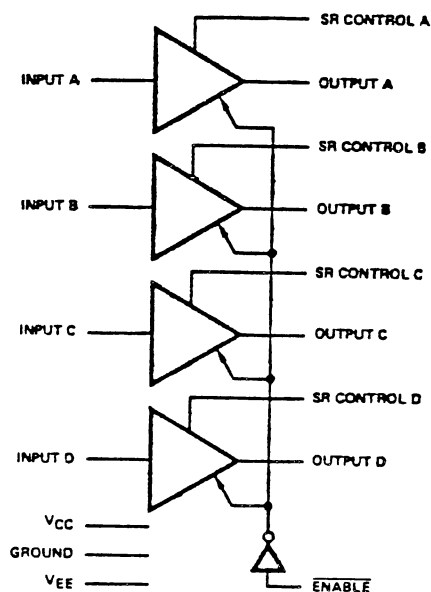 SR CONTROL A
INPUT A
OUTPUT A
SR CONTROL B
INPUT B
OUTPUT B
SR CONTROL C
INPUT C
OUTPUT C
SR CONTROL D
INPUT D
OUTPUT D
VCC
GROUND
VEE
ENABLE